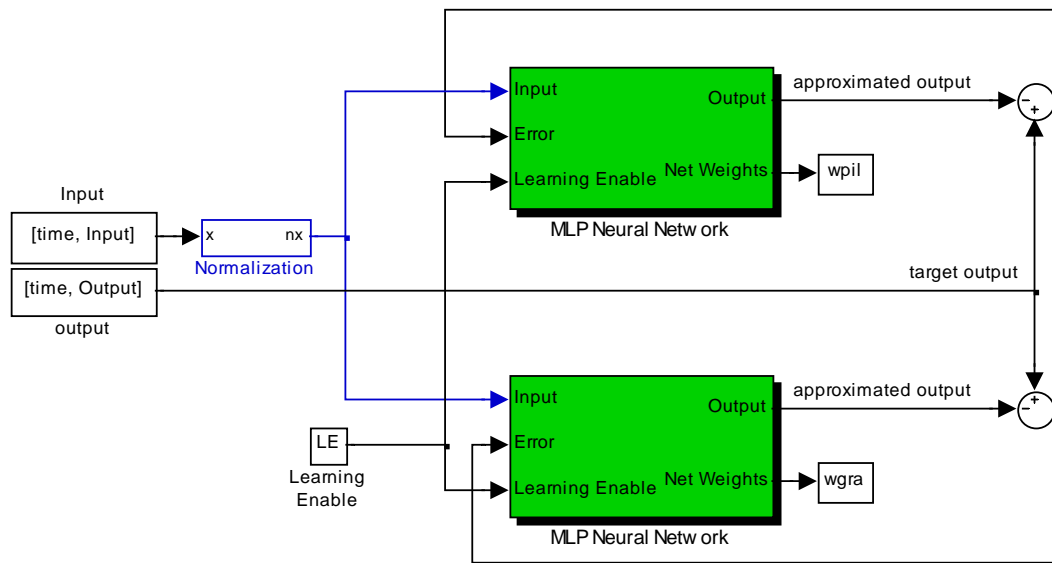 Input
[time, Input]
x
nx
Normalization
[time, Output]
output
Input
Error
Learning Enable
Output
Net Weights
MLP Neural Network
approximated output
-
+
wpil
target output
LE
Learning
Enable
Input
Error
Learning Enable
Output
Net Weights
MLP Neural Network
approximated output
+
-
wgra